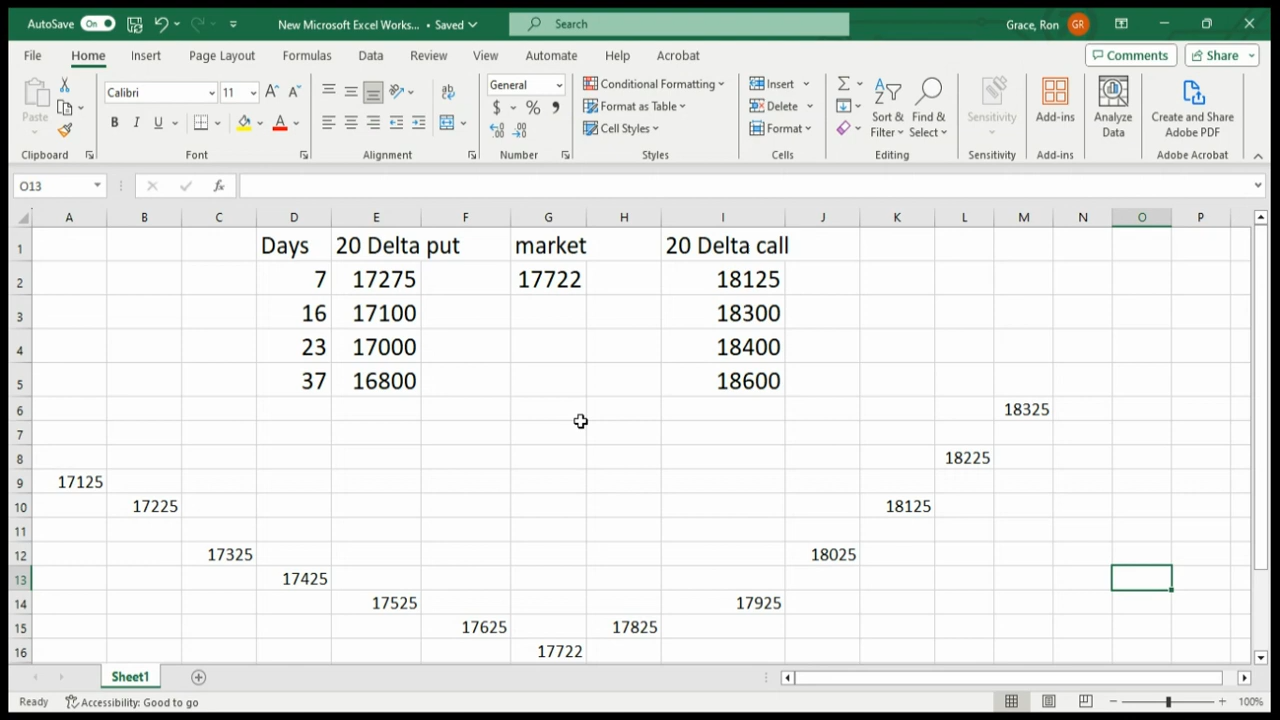 AutoSave On New Microsoft Excel Works... • Saved Search Grace, Ron GR
File Home Insert Page Layout Formulas Data Review View Automate Help Acrobat Comments Share
Paste Calibri 11 A A ab General Conditional Formatting Insert Σ Sort & Filter Find & Select Sensitivity Add-ins Analyze Data Create and Share Adobe PDF
B I U A $ % 9 Format as Table Delete
Cell Styles Format
Clipboard Font Alignment Number Styles Cells Editing Sensitivity Add-ins Adobe Acrobat
O13 fx
A B C D E F G H I J K L M N O P
1 Days 20 Delta put market 20 Delta call
2 7 17275 17722 18125
3 16 17100 18300
4 23 17000 18400
5 37 16800 18600
6 18325
7
8 18225
9 17125
10 17225 18125
11
12 17325 18025
13 17425
14 17525 17925
15 17625 17825
16 17722
Sheet1
Ready Accessibility: Good to go 100%